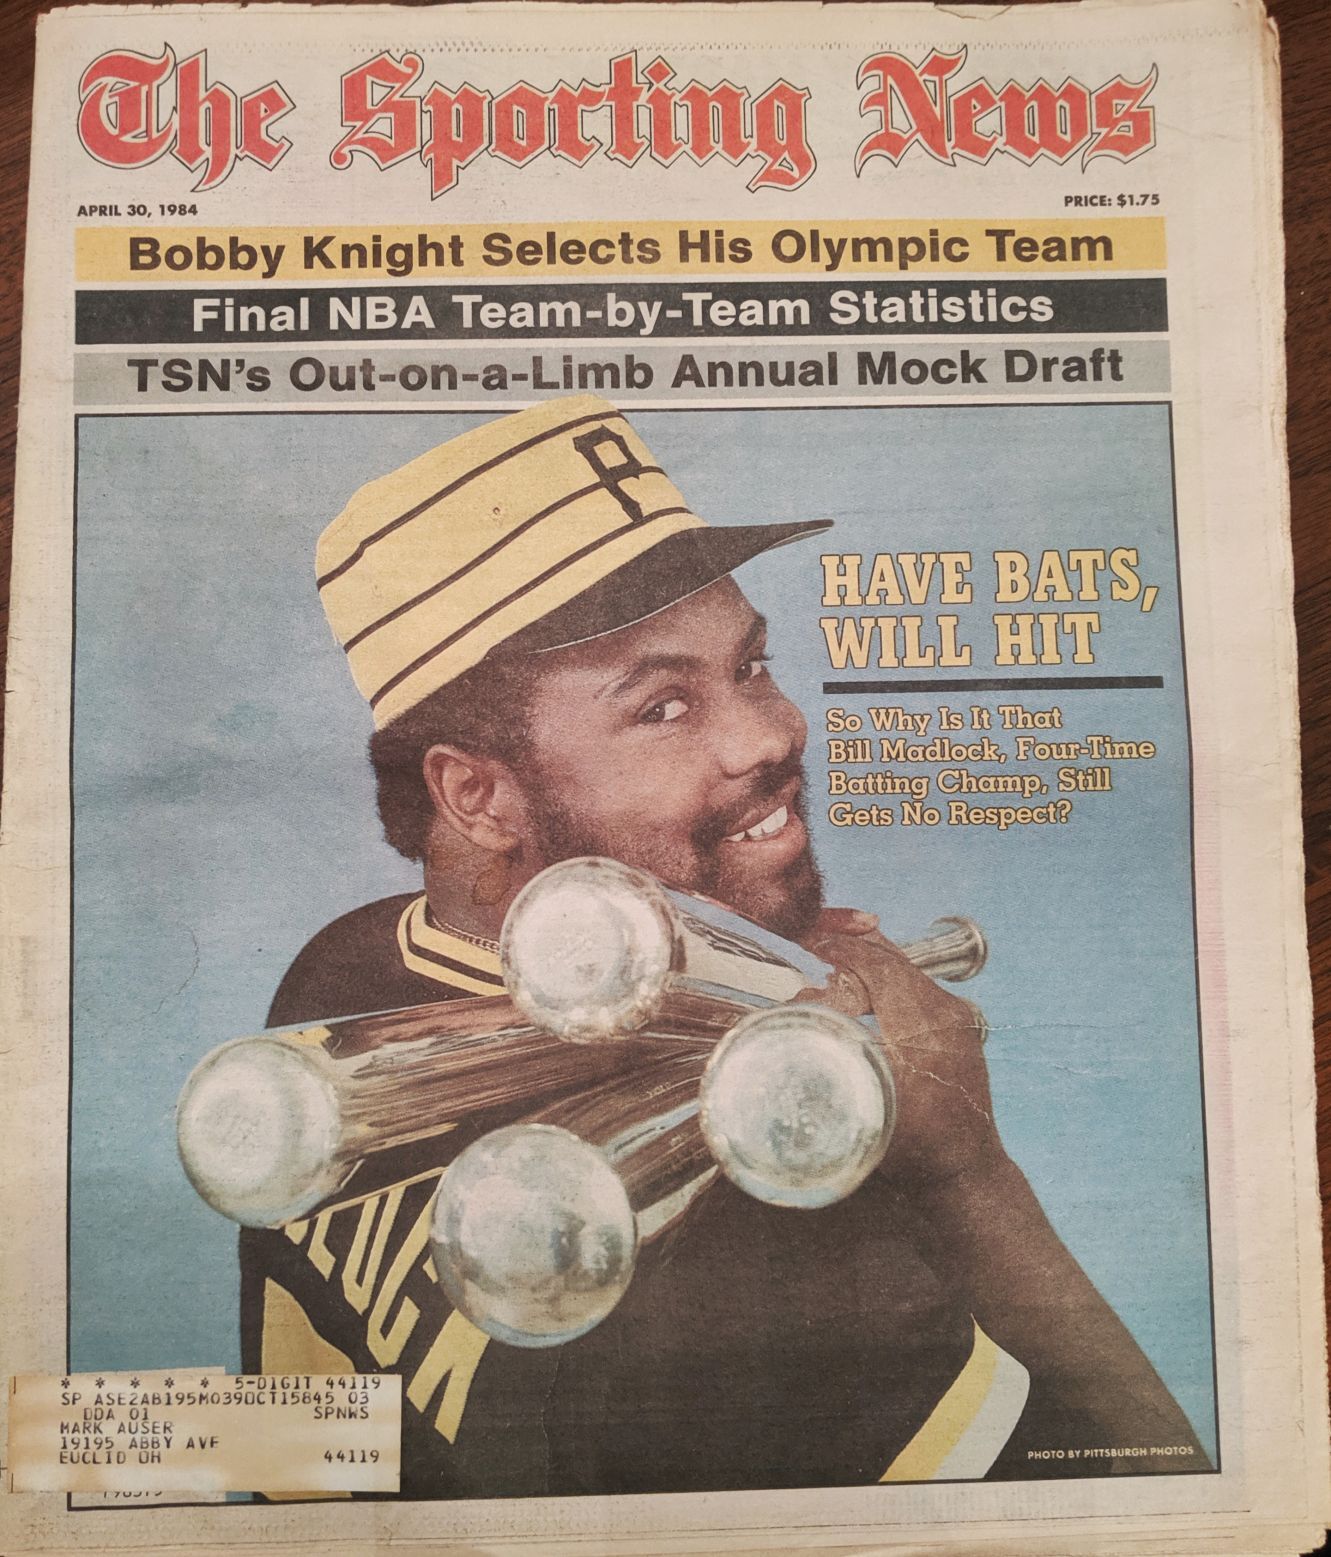 The Sporting News
APRIL 30, 1984
PRICE: $1.75
Bobby Knight Selects His Olympic Team
Final NBA Team-by-Team Statistics
TSN's Out-on-a-Limb Annual Mock Draft
P
HAVE BATS,
WILL HIT
So Why Is It That
Bill Madlock, Four-Time
Batting Champ, Still
Gets No Respect?
* * * * * 5-DIGIT 44119
SP ASE2AB195M039OCT15845 03
DDA 01 SPNWS
MARK AUSER
19195 ABBY AVE
EUCLID OH 44119
PHOTO BY PITTSBURGH PHOTOS